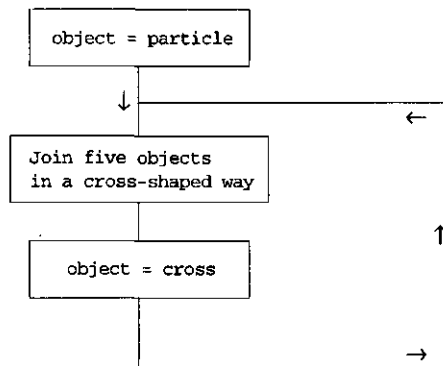 object = particle
↓
←
Join five objects
in a cross-shaped way
↑
object = cross
→